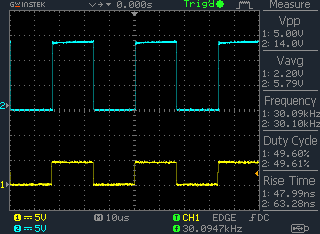 GWINSTEK 0.000s Trig'd Measure
Vpp
1: 5.00V
2: 14.0V
Vavg
1: 2.20V
2: 5.79V
Frequency
1: 30.09kHz
2: 30.10kHz
Duty Cycle
1: 49.60%
2: 49.61%
Rise Time
1: 47.99ns
2: 63.28ns
2
1
1 5V M 10us T CH1 EDGE DC
2 5V T 30.0947kHz